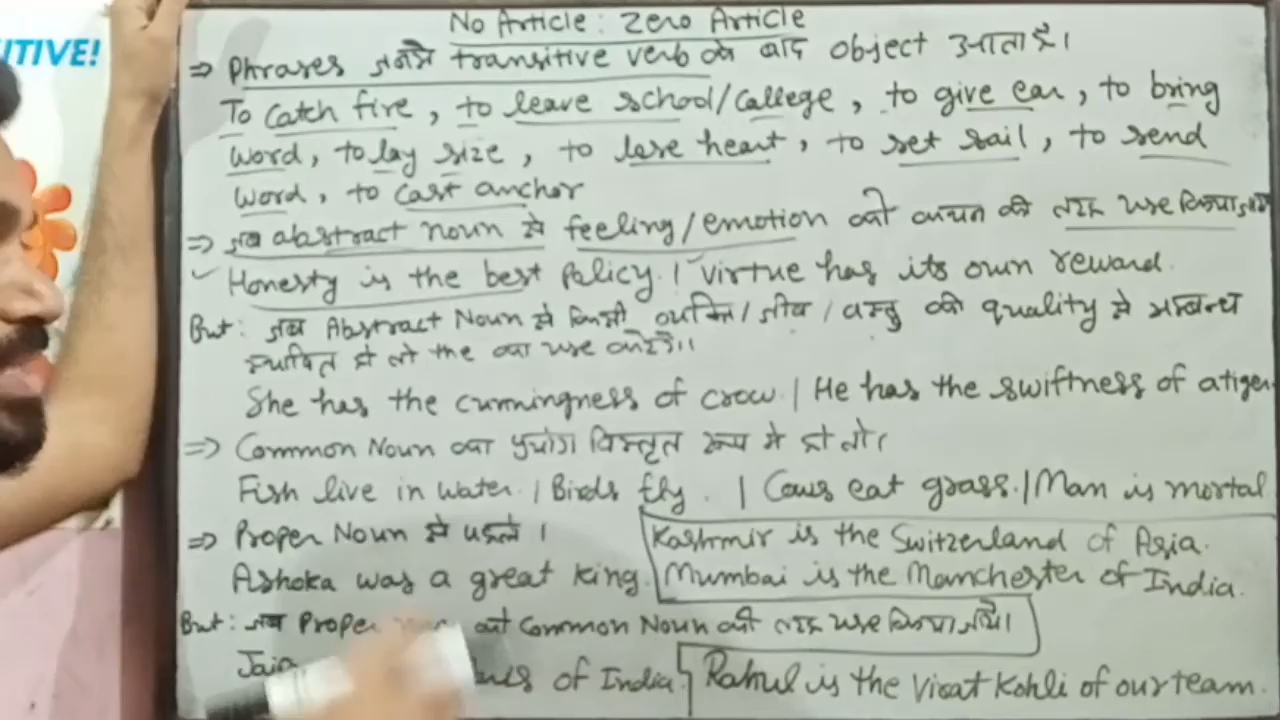 ITIVE!
No Article: Zero Article
⇒ Phrases जिनमें transitive verb के बाद object आता है।
To Catch fire, to leave school/College, to give ear, to bring
word, to lay size, to lose heart, to set sail, to send
word, to cast anchor
⇒ जब abstract noun से feeling/emotion की तरह use किया
Honesty is the best Policy. | Virtue has its own reward.
But: जब Abstract Noun से किसी व्यक्ति/जीव/वस्तु की quality से सम्बन्ध
स्थापित हो तो the का use करते हैं।
She has the cunningness of crow. | He has the swiftness of a tiger
⇒ Common Noun का प्रयोग विस्तृत रूप में हो तो।
Fish live in water. | Birds fly. | Cows eat grass. | Man is mortal
⇒ Proper Noun से पहले।
Kashmir is the Switzerland of Asia.
Ashoka was a great king. Mumbai is the Manchester of India.
But: जब Proper को Common Noun की तरह use किया जाये।
of India. Rahul is the Virat Kohli of our team.